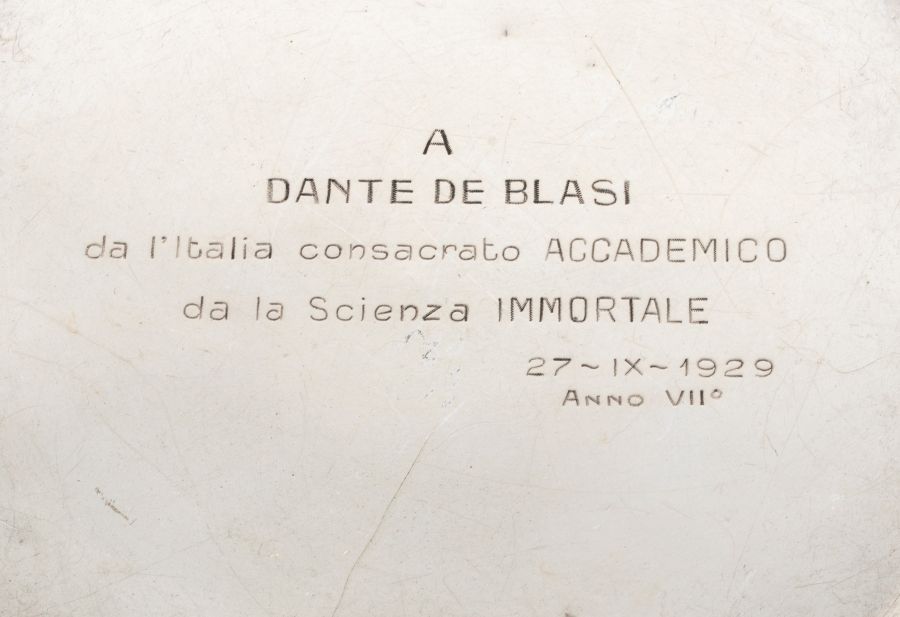 A
DANTE DE BLASI
da l'Italia consacrato ACCADEMICO
da la Scienza IMMORTALE
27~IX~1929
ANNO VII°